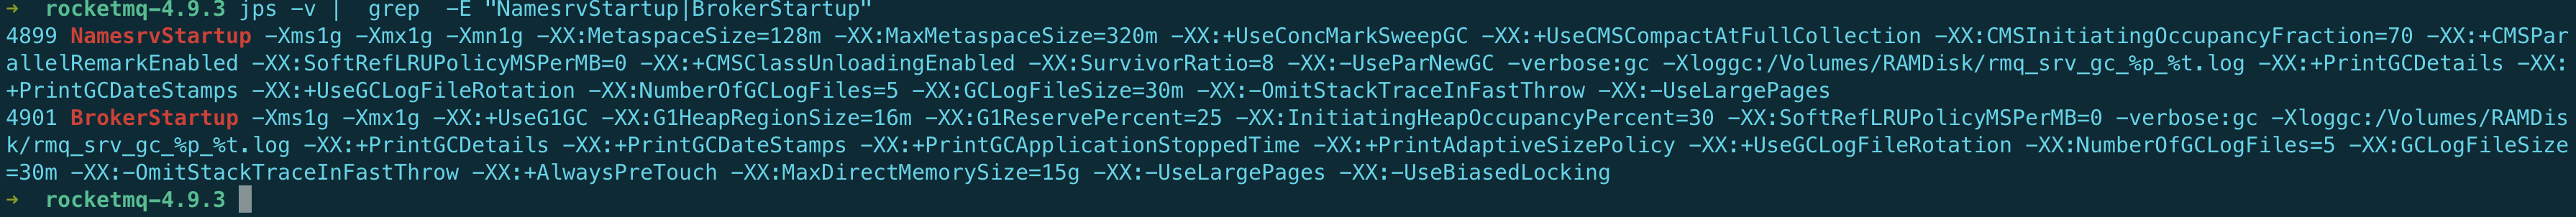 →  rocketmq-4.9.3 jps -v |  grep  -E "NamesrvStartup|BrokerStartup"
4899 NamesrvStartup -Xms1g -Xmx1g -Xmn1g -XX:MetaspaceSize=128m -XX:MaxMetaspaceSize=320m -XX:+UseConcMarkSweepGC -XX:+UseCMSCompactAtFullCollection -XX:CMSInitiatingOccupancyFraction=70 -XX:+CMSPar
allelRemarkEnabled -XX:SoftRefLRUPolicyMSPerMB=0 -XX:+CMSClassUnloadingEnabled -XX:SurvivorRatio=8 -XX:-UseParNewGC -verbose:gc -Xloggc:/Volumes/RAMDisk/rmq_srv_gc_%p_%t.log -XX:+PrintGCDetails -XX:
+PrintGCDateStamps -XX:+UseGCLogFileRotation -XX:NumberOfGCLogFiles=5 -XX:GCLogFileSize=30m -XX:-OmitStackTraceInFastThrow -XX:-UseLargePages
4901 BrokerStartup -Xms1g -Xmx1g -XX:+UseG1GC -XX:G1HeapRegionSize=16m -XX:G1ReservePercent=25 -XX:InitiatingHeapOccupancyPercent=30 -XX:SoftRefLRUPolicyMSPerMB=0 -verbose:gc -Xloggc:/Volumes/RAMDis
k/rmq_srv_gc_%p_%t.log -XX:+PrintGCDetails -XX:+PrintGCDateStamps -XX:+PrintGCApplicationStoppedTime -XX:+PrintAdaptiveSizePolicy -XX:+UseGCLogFileRotation -XX:NumberOfGCLogFiles=5 -XX:GCLogFileSize
=30m -XX:-OmitStackTraceInFastThrow -XX:+AlwaysPreTouch -XX:MaxDirectMemorySize=15g -XX:-UseLargePages -XX:-UseBiasedLocking
→  rocketmq-4.9.3